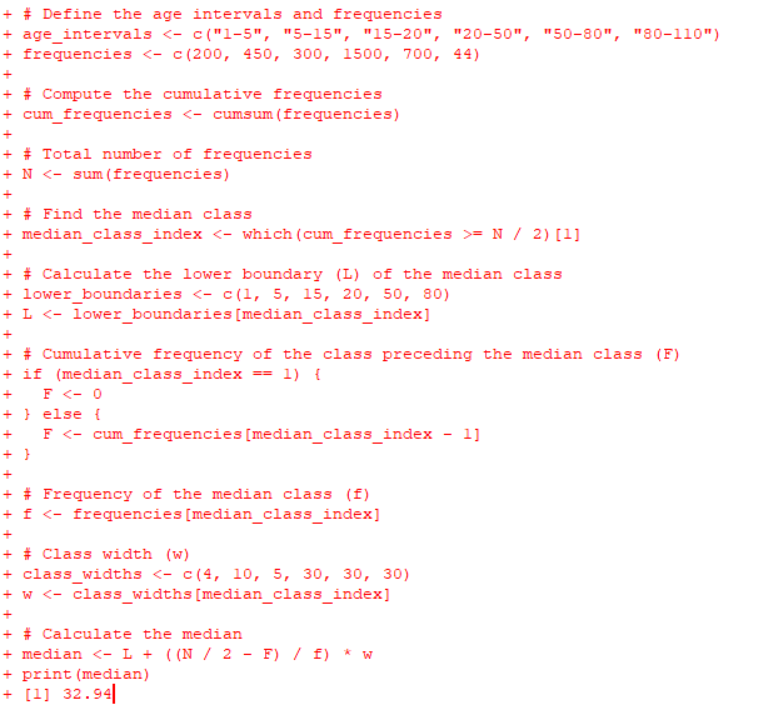 + # Define the age intervals and frequencies
+ age_intervals <- c("1-5", "5-15", "15-20", "20-50", "50-80", "80-110")
+ frequencies <- c(200, 450, 300, 1500, 700, 44)
+
+ # Compute the cumulative frequencies
+ cum_frequencies <- cumsum(frequencies)
+
+ # Total number of frequencies
+ N <- sum(frequencies)
+
+ # Find the median class
+ median_class_index <- which(cum_frequencies >= N / 2)[1]
+
+ # Calculate the lower boundary (L) of the median class
+ lower_boundaries <- c(1, 5, 15, 20, 50, 80)
+ L <- lower_boundaries[median_class_index]
+
+ # Cumulative frequency of the class preceding the median class (F)
+ if (median_class_index == 1) {
+   F <- 0
+ } else {
+   F <- cum_frequencies[median_class_index - 1]
+ }
+
+ # Frequency of the median class (f)
+ f <- frequencies[median_class_index]
+
+ # Class width (w)
+ class_widths <- c(4, 10, 5, 30, 30, 30)
+ w <- class_widths[median_class_index]
+
+ # Calculate the median
+ median <- L + ((N / 2 - F) / f) * w
+ print(median)
+ [1] 32.94